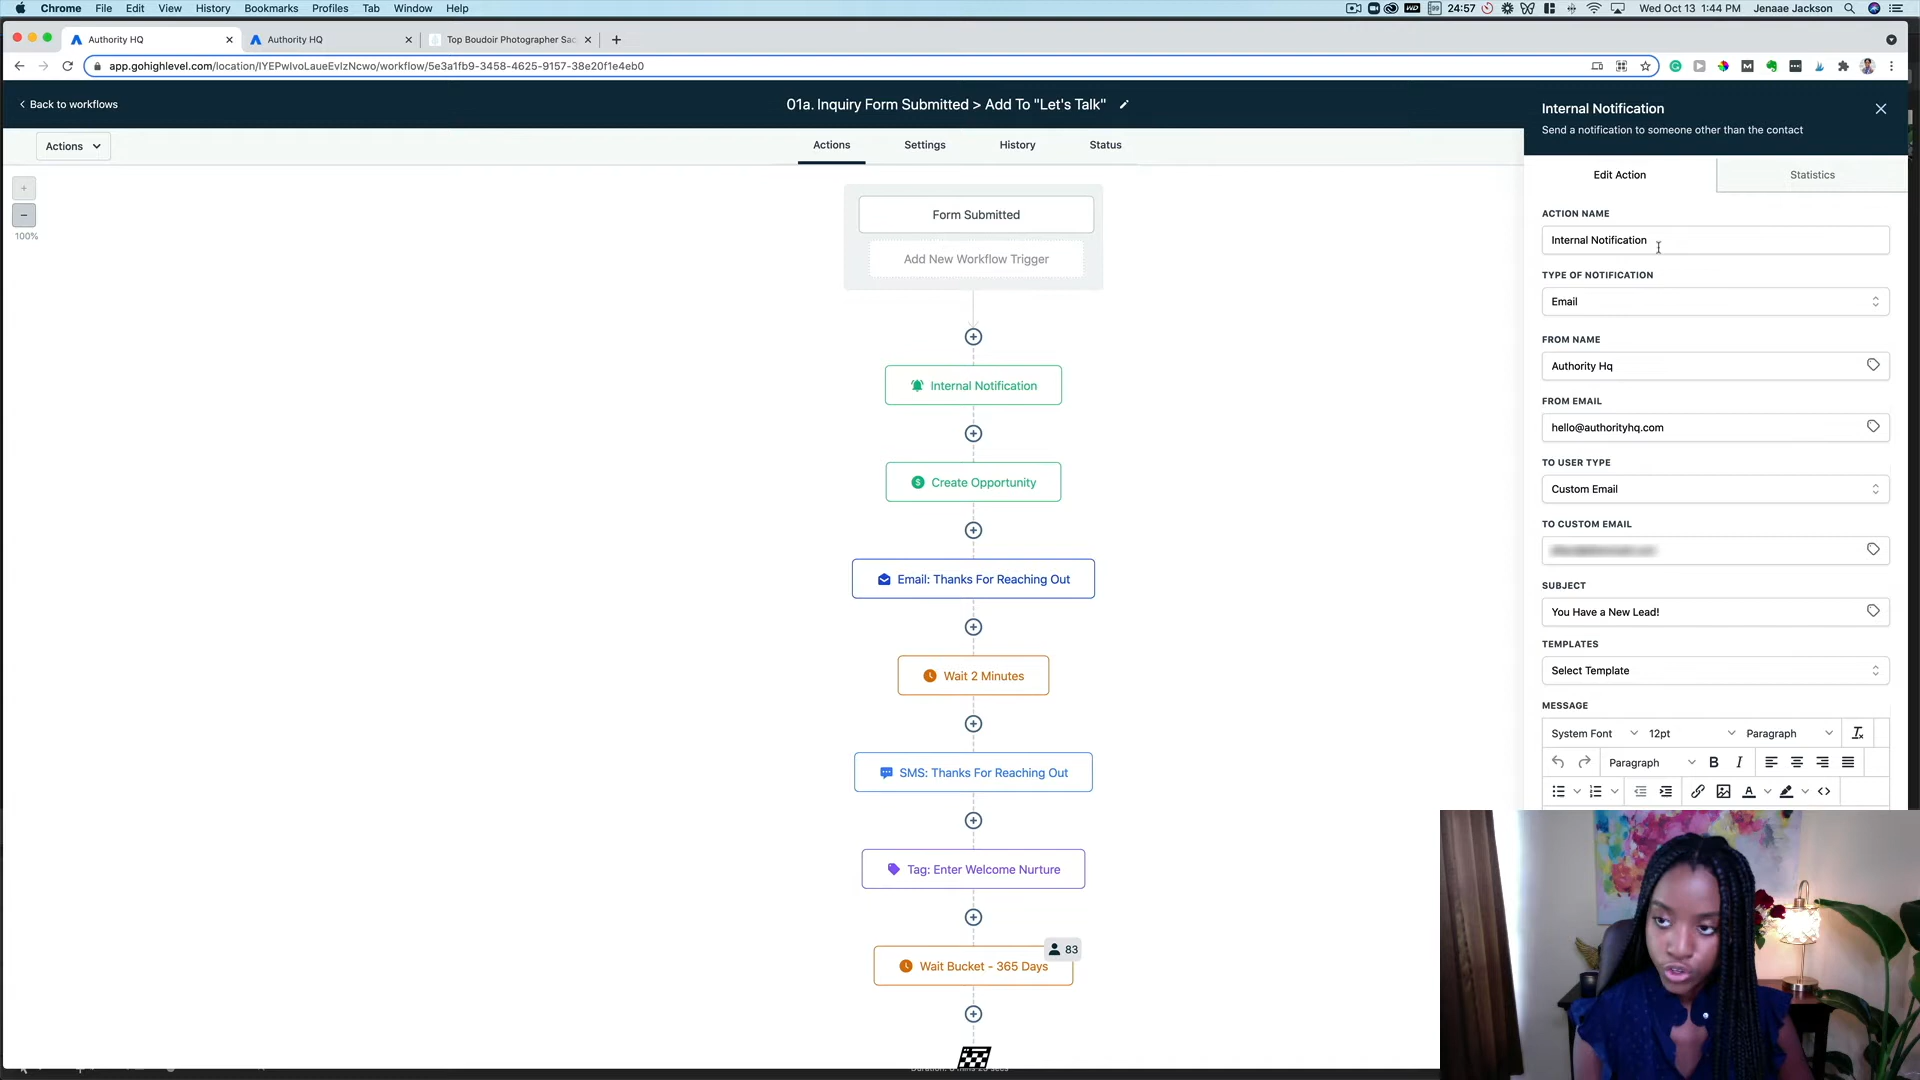 Chrome File Edit View History Bookmarks Profiles Tab Window Help
24:57
Wed Oct 13 1:44 PM Jenaae Jackson
Authority HQ
Authority HQ
Top Boudoir Photographer Sac
app.gohighlevel.com/location/IYEPwIvoLaueEvIzNcwo/workflow/5e3a1fb9-3458-4625-9157-38e20f1e4eb0
Back to workflows
01a. Inquiry Form Submitted > Add To "Let's Talk"
Actions
Actions Settings History Status
+
−
100%
Form Submitted
Add New Workflow Trigger
Internal Notification
Create Opportunity
Email: Thanks For Reaching Out
Wait 2 Minutes
SMS: Thanks For Reaching Out
Tag: Enter Welcome Nurture
83
Wait Bucket - 365 Days
Internal Notification
Send a notification to someone other than the contact
Edit Action Statistics
ACTION NAME
Internal Notification
TYPE OF NOTIFICATION
Email
FROM NAME
Authority Hq
FROM EMAIL
hello@authorityhq.com
TO USER TYPE
Custom Email
TO CUSTOM EMAIL
SUBJECT
You Have a New Lead!
TEMPLATES
Select Template
MESSAGE
System Font 12pt Paragraph
Paragraph B I